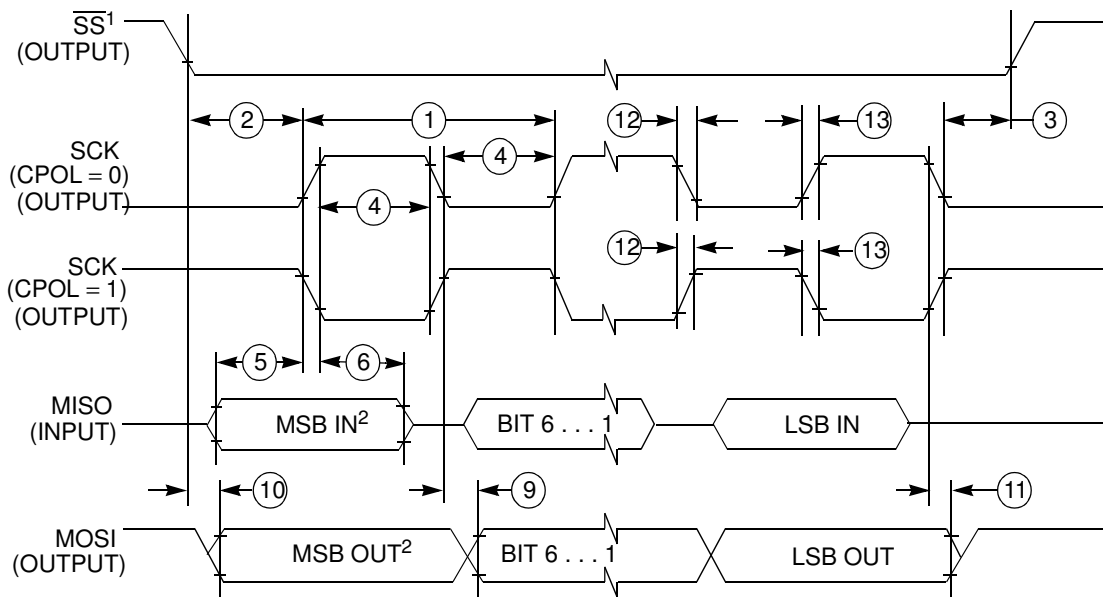 SS¹
(OUTPUT)
2
1
12
13
3
SCK
(CPOL = 0)
(OUTPUT)
4
4
SCK
(CPOL = 1)
(OUTPUT)
12
13
5
6
MISO
(INPUT)
MSB IN²
BIT 6 . . . 1
LSB IN
10
9
11
MOSI
(OUTPUT)
MSB OUT²
BIT 6 . . . 1
LSB OUT